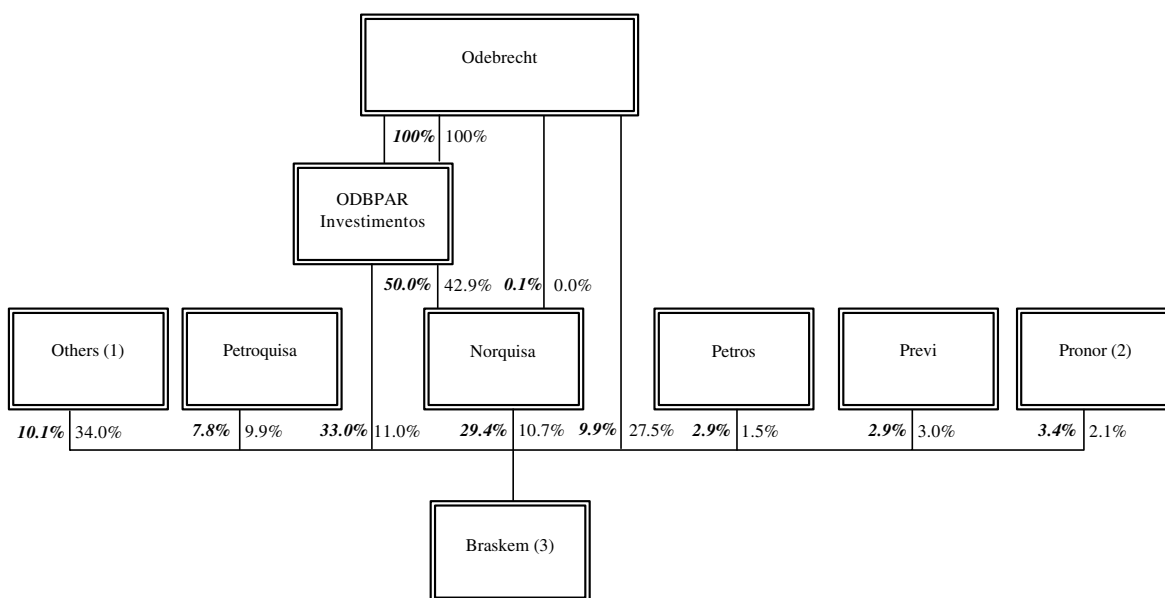 Odebrecht
100% 100%
ODBPAR
Investimentos
50.0% 42.9% 0.1% 0.0%
Others (1) Petroquisa Norquisa Petros Previ Pronor (2)
10.1% 34.0% 7.8% 9.9% 33.0% 11.0% 29.4% 10.7% 9.9% 27.5% 2.9% 1.5% 2.9% 3.0% 3.4% 2.1%
Braskem (3)